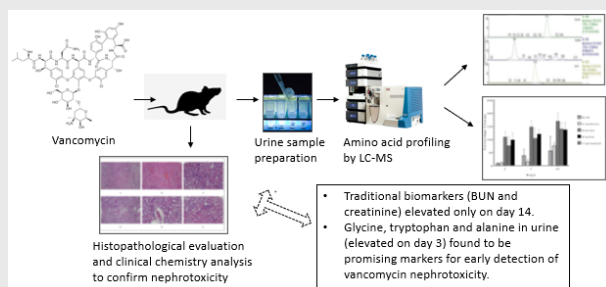 Vancomycin
Urine sample
preparation
Amino acid profiling
by LC-MS
Histopathological evaluation
and clinical chemistry analysis
to confirm nephrotoxicity
• Traditional biomarkers (BUN and
creatinine) elevated only on day 14.
• Glycine, tryptophan and alanine in urine
(elevated on day 3) found to be
promising markers for early detection of
vancomycin nephrotoxicity.